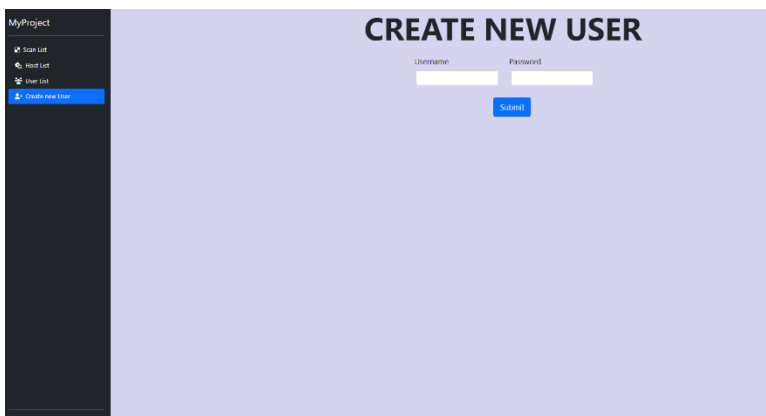 MyProject
Scan List
Host List
User List
Create new User
CREATE NEW USER
Username Password
Submit